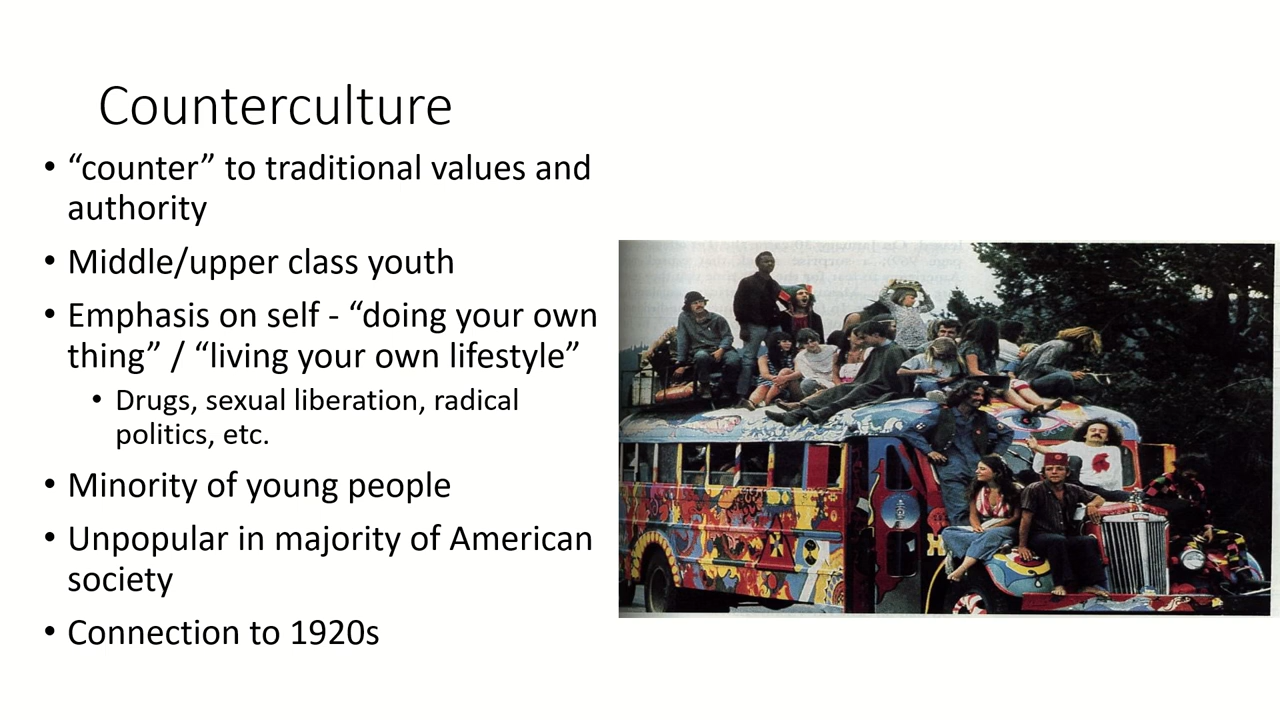 Counterculture
• “counter” to traditional values and
authority
• Middle/upper class youth
• Emphasis on self - “doing your own
thing” / “living your own lifestyle”
• Drugs, sexual liberation, radical
politics, etc.
• Minority of young people
• Unpopular in majority of American
society
• Connection to 1920s